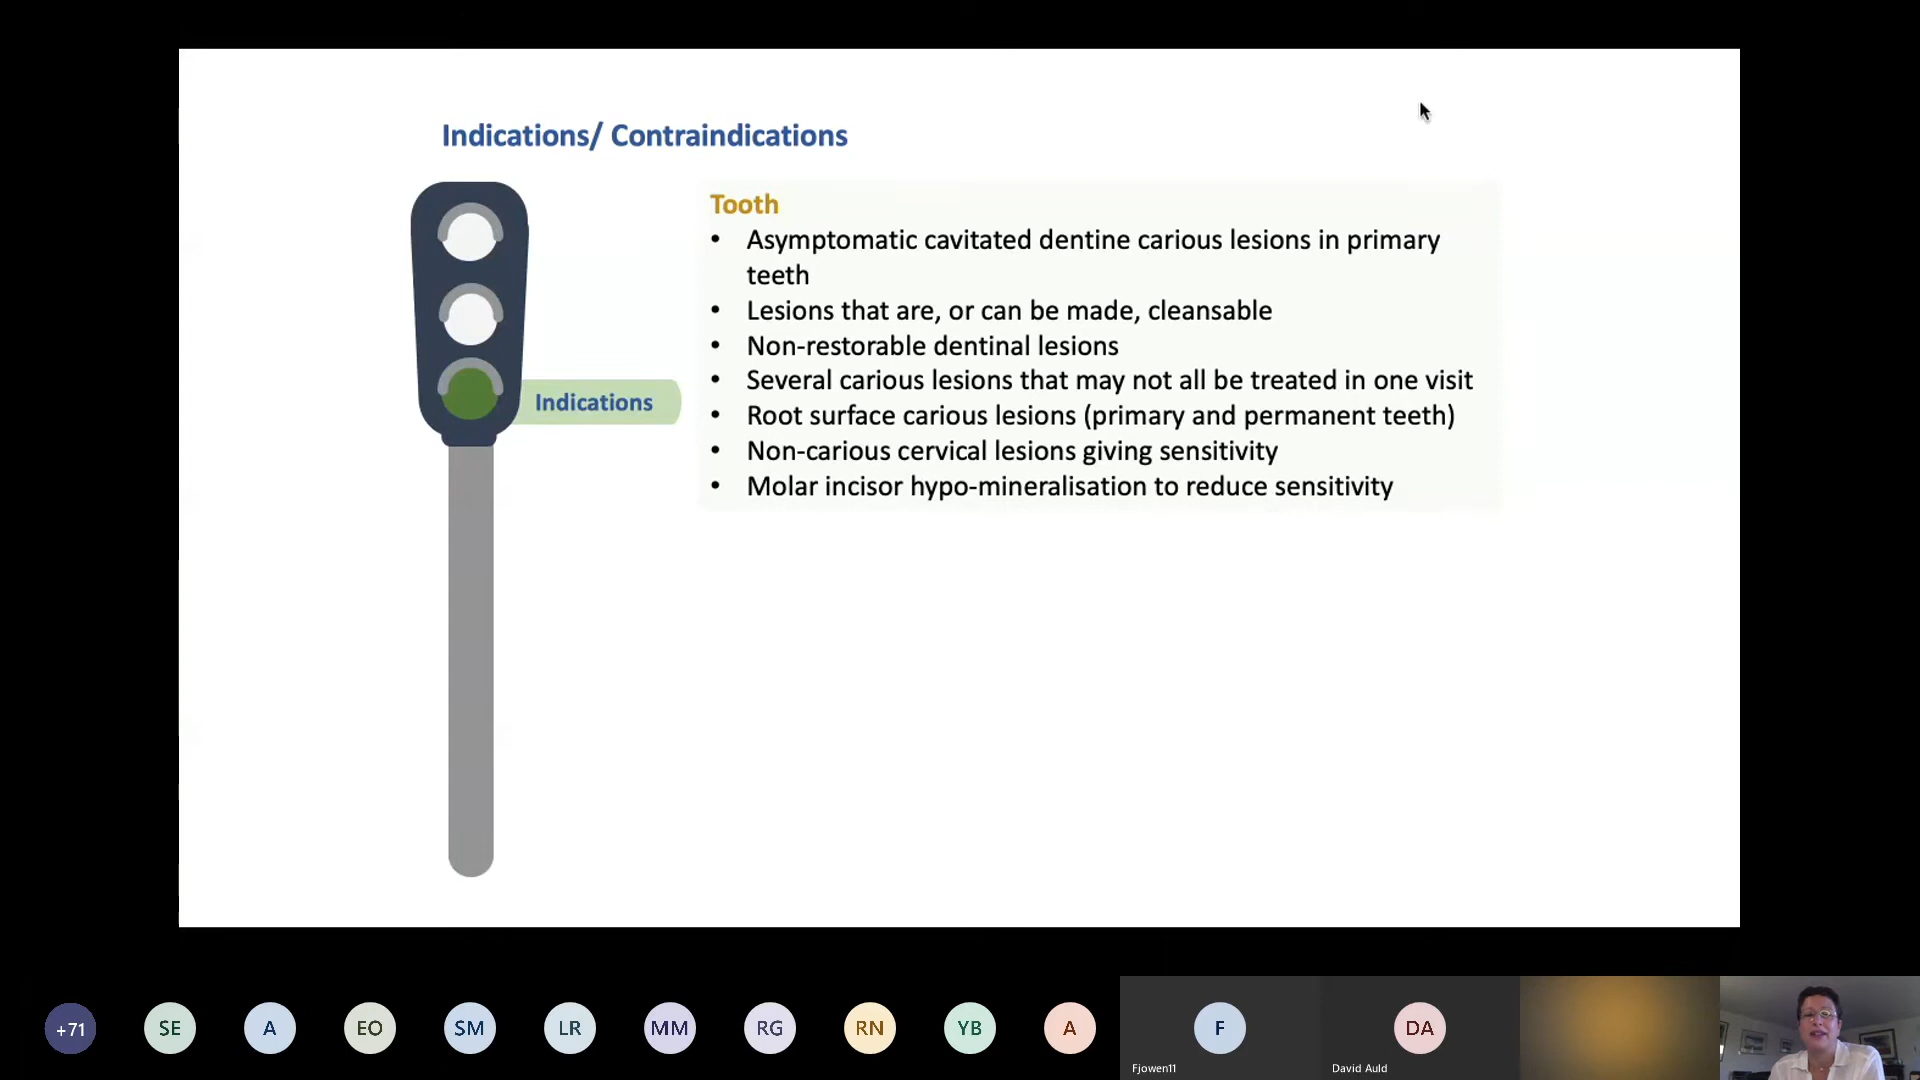 Indications/ Contraindications
Tooth
• Asymptomatic cavitated dentine carious lesions in primary
teeth
• Lesions that are, or can be made, cleansable
• Non-restorable dentinal lesions
• Several carious lesions that may not all be treated in one visit
Indications
• Root surface carious lesions (primary and permanent teeth)
• Non-carious cervical lesions giving sensitivity
• Molar incisor hypo-mineralisation to reduce sensitivity
+71 SE A EO SM LR MM RG RN YB A F DA
Fjowen11 David Auld